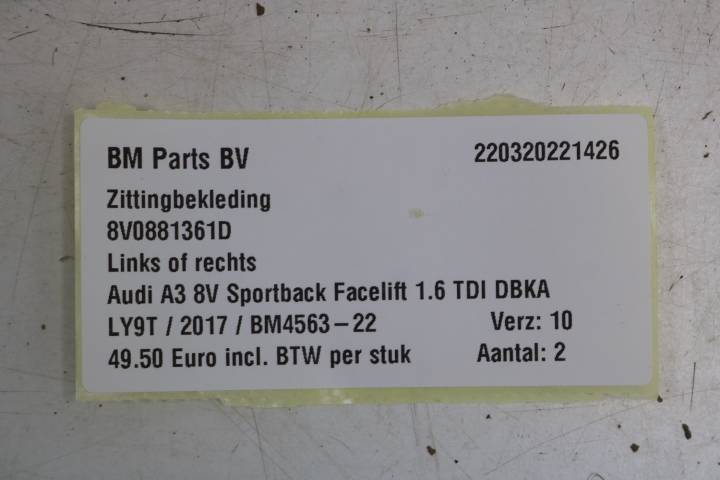 BM Parts BV 220320221426
Zittingbekleding
8V0881361D
Links of rechts
Audi A3 8V Sportback Facelift 1.6 TDI DBKA
LY9T / 2017 / BM4563-22 Verz: 10
49.50 Euro incl. BTW per stuk Aantal: 2